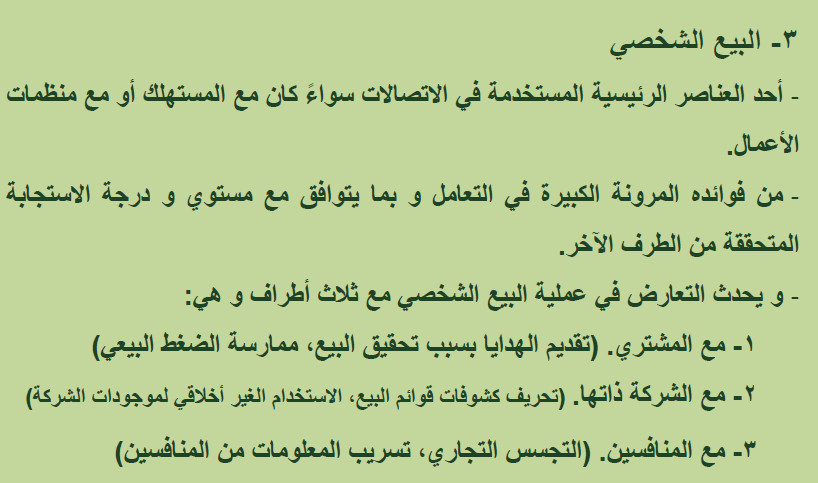 ٣- البيع الشخصي
- أحد العناصر الرئيسية المستخدمة في الاتصالات سواءً كان مع المستهلك أو مع منظمات
الأعمال.
- من فوائده المرونة الكبيرة في التعامل و بما يتوافق مع مستوي و درجة الاستجابة
المتحققة من الطرف الآخر.
- و يحدث التعارض في عملية البيع الشخصي مع ثلاث أطراف و هي:
١- مع المشتري. (تقديم الهدايا بسبب تحقيق البيع، ممارسة الضغط البيعي)
٢- مع الشركة ذاتها. (تحريف كشوفات قوائم البيع، الاستخدام الغير أخلاقي لموجودات الشركة)
٣- مع المنافسين. (التجسس التجاري، تسريب المعلومات من المنافسين)